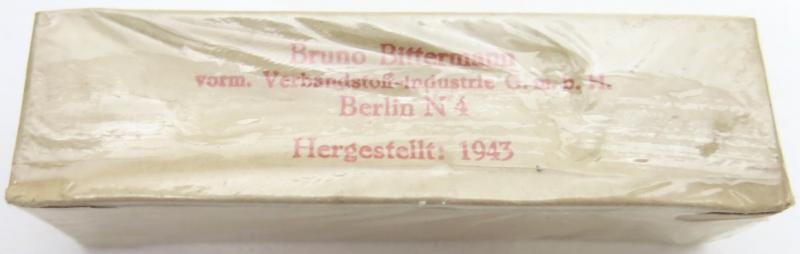 Bruno Bittermann
vorm. Verbandstoff-Industrie G. m. b. H.
Berlin N 4
Hergestellt: 1943